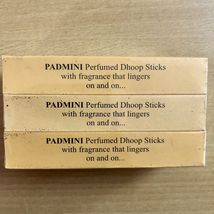 PADMINI Perfumed Dhoop Sticks
with fragrance that lingers
on and on...
PADMINI Perfumed Dhoop Sticks
with fragrance that lingers
on and on...
PADMINI Perfumed Dhoop Sticks
with fragrance that lingers
on and on...